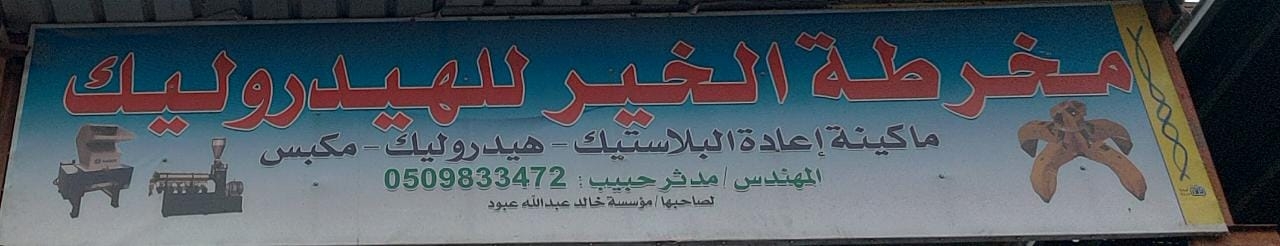 مخرطة الخير للهيدروليك
ماكينة إعادة البلاستيك - هيدروليك - مكبس
المهندس / مدثر حبيب : 0509833472
لصاحبها / مؤسسة خالد عبدالله عبود